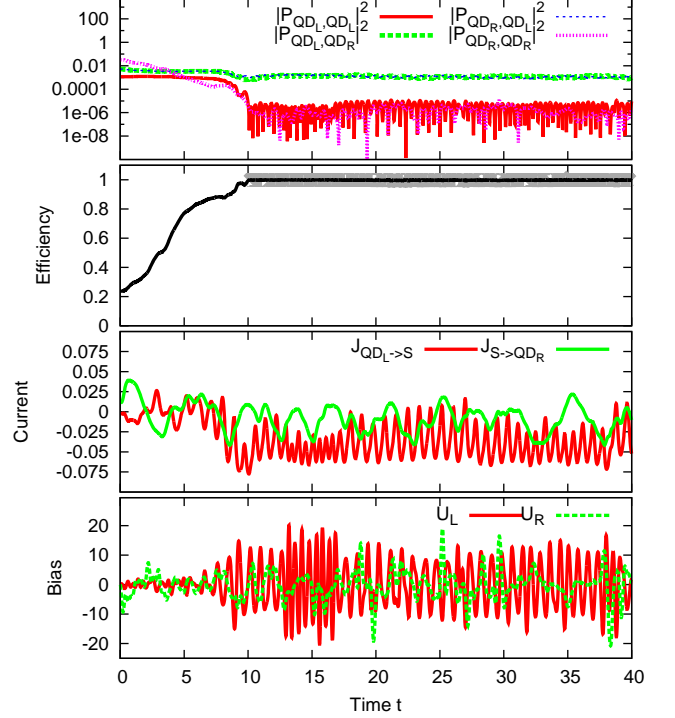 |P_{QD_L,QD_L}|^2 |P_{QD_R,QD_L}|^2
|P_{QD_L,QD_R}|^2 |P_{QD_R,QD_R}|^2
100
1
0.01
0.0001
1e-06
1e-08
1
0.8
0.6
0.4
0.2
0
Efficiency
J_{QD_L->S} J_{S->QD_R}
0.075
0.05
0.025
0
-0.025
-0.05
-0.075
Current
U_L U_R
20
10
0
-10
-20
Bias
0 5 10 15 20 25 30 35 40
Time t